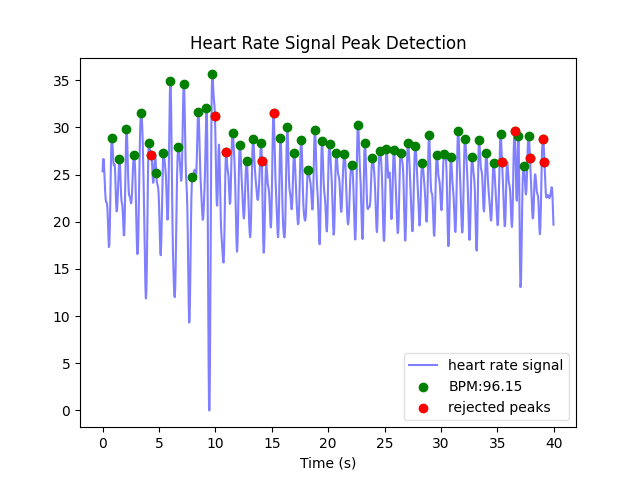 Heart Rate Signal Peak Detection
35
30
25
20
15
10
5
0
heart rate signal
BPM:96.15
rejected peaks
0 5 10 15 20 25 30 35 40
Time (s)